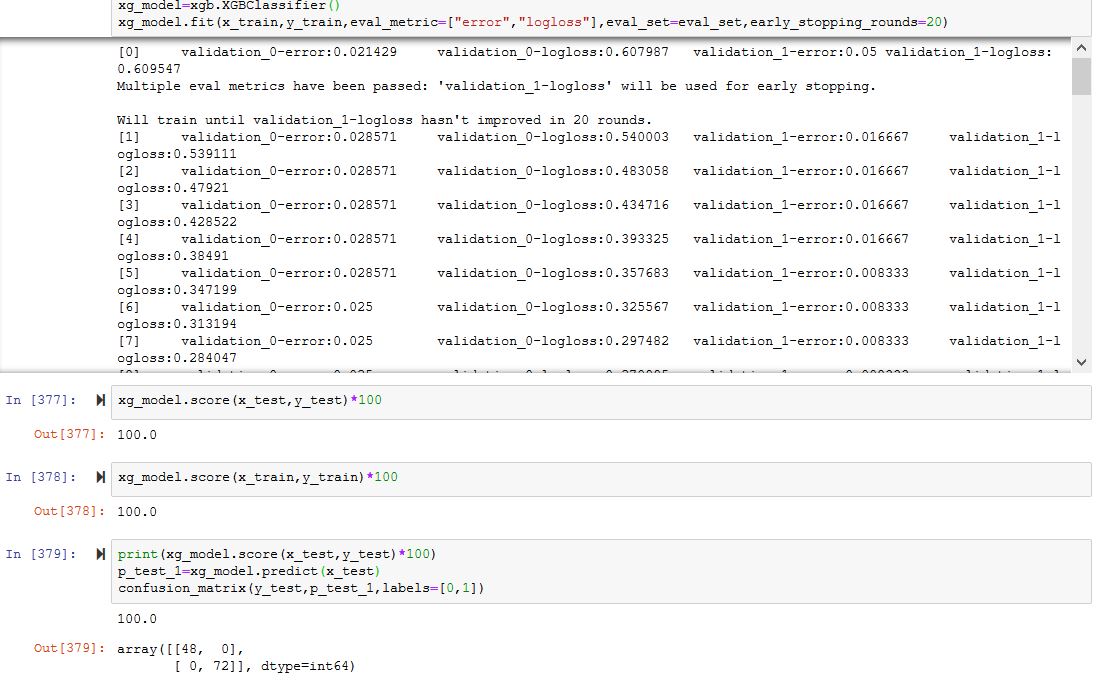 xg_model=xgb.XGBClassifier()
xg_model.fit(x_train,y_train,eval_metric=["error","logloss"],eval_set=eval_set,early_stopping_rounds=20)
[0] validation_0-error:0.021429 validation_0-logloss:0.607987 validation_1-error:0.05 validation_1-logloss:
0.609547
Multiple eval metrics have been passed: 'validation_1-logloss' will be used for early stopping.
Will train until validation_1-logloss hasn't improved in 20 rounds.
[1] validation_0-error:0.028571 validation_0-logloss:0.540003 validation_1-error:0.016667 validation_1-l
ogloss:0.539111
[2] validation_0-error:0.028571 validation_0-logloss:0.483058 validation_1-error:0.016667 validation_1-l
ogloss:0.47921
[3] validation_0-error:0.028571 validation_0-logloss:0.434716 validation_1-error:0.016667 validation_1-l
ogloss:0.428522
[4] validation_0-error:0.028571 validation_0-logloss:0.393325 validation_1-error:0.016667 validation_1-l
ogloss:0.38491
[5] validation_0-error:0.028571 validation_0-logloss:0.357683 validation_1-error:0.008333 validation_1-l
ogloss:0.347199
[6] validation_0-error:0.025 validation_0-logloss:0.325567 validation_1-error:0.008333 validation_1-l
ogloss:0.313194
[7] validation_0-error:0.025 validation_0-logloss:0.297482 validation_1-error:0.008333 validation_1-l
ogloss:0.284047
In [377]: xg_model.score(x_test,y_test)*100
Out[377]: 100.0
In [378]: xg_model.score(x_train,y_train)*100
Out[378]: 100.0
In [379]: print(xg_model.score(x_test,y_test)*100)
p_test_1=xg_model.predict(x_test)
confusion_matrix(y_test,p_test_1,labels=[0,1])
100.0
Out[379]: array([[48, 0],
[ 0, 72]], dtype=int64)